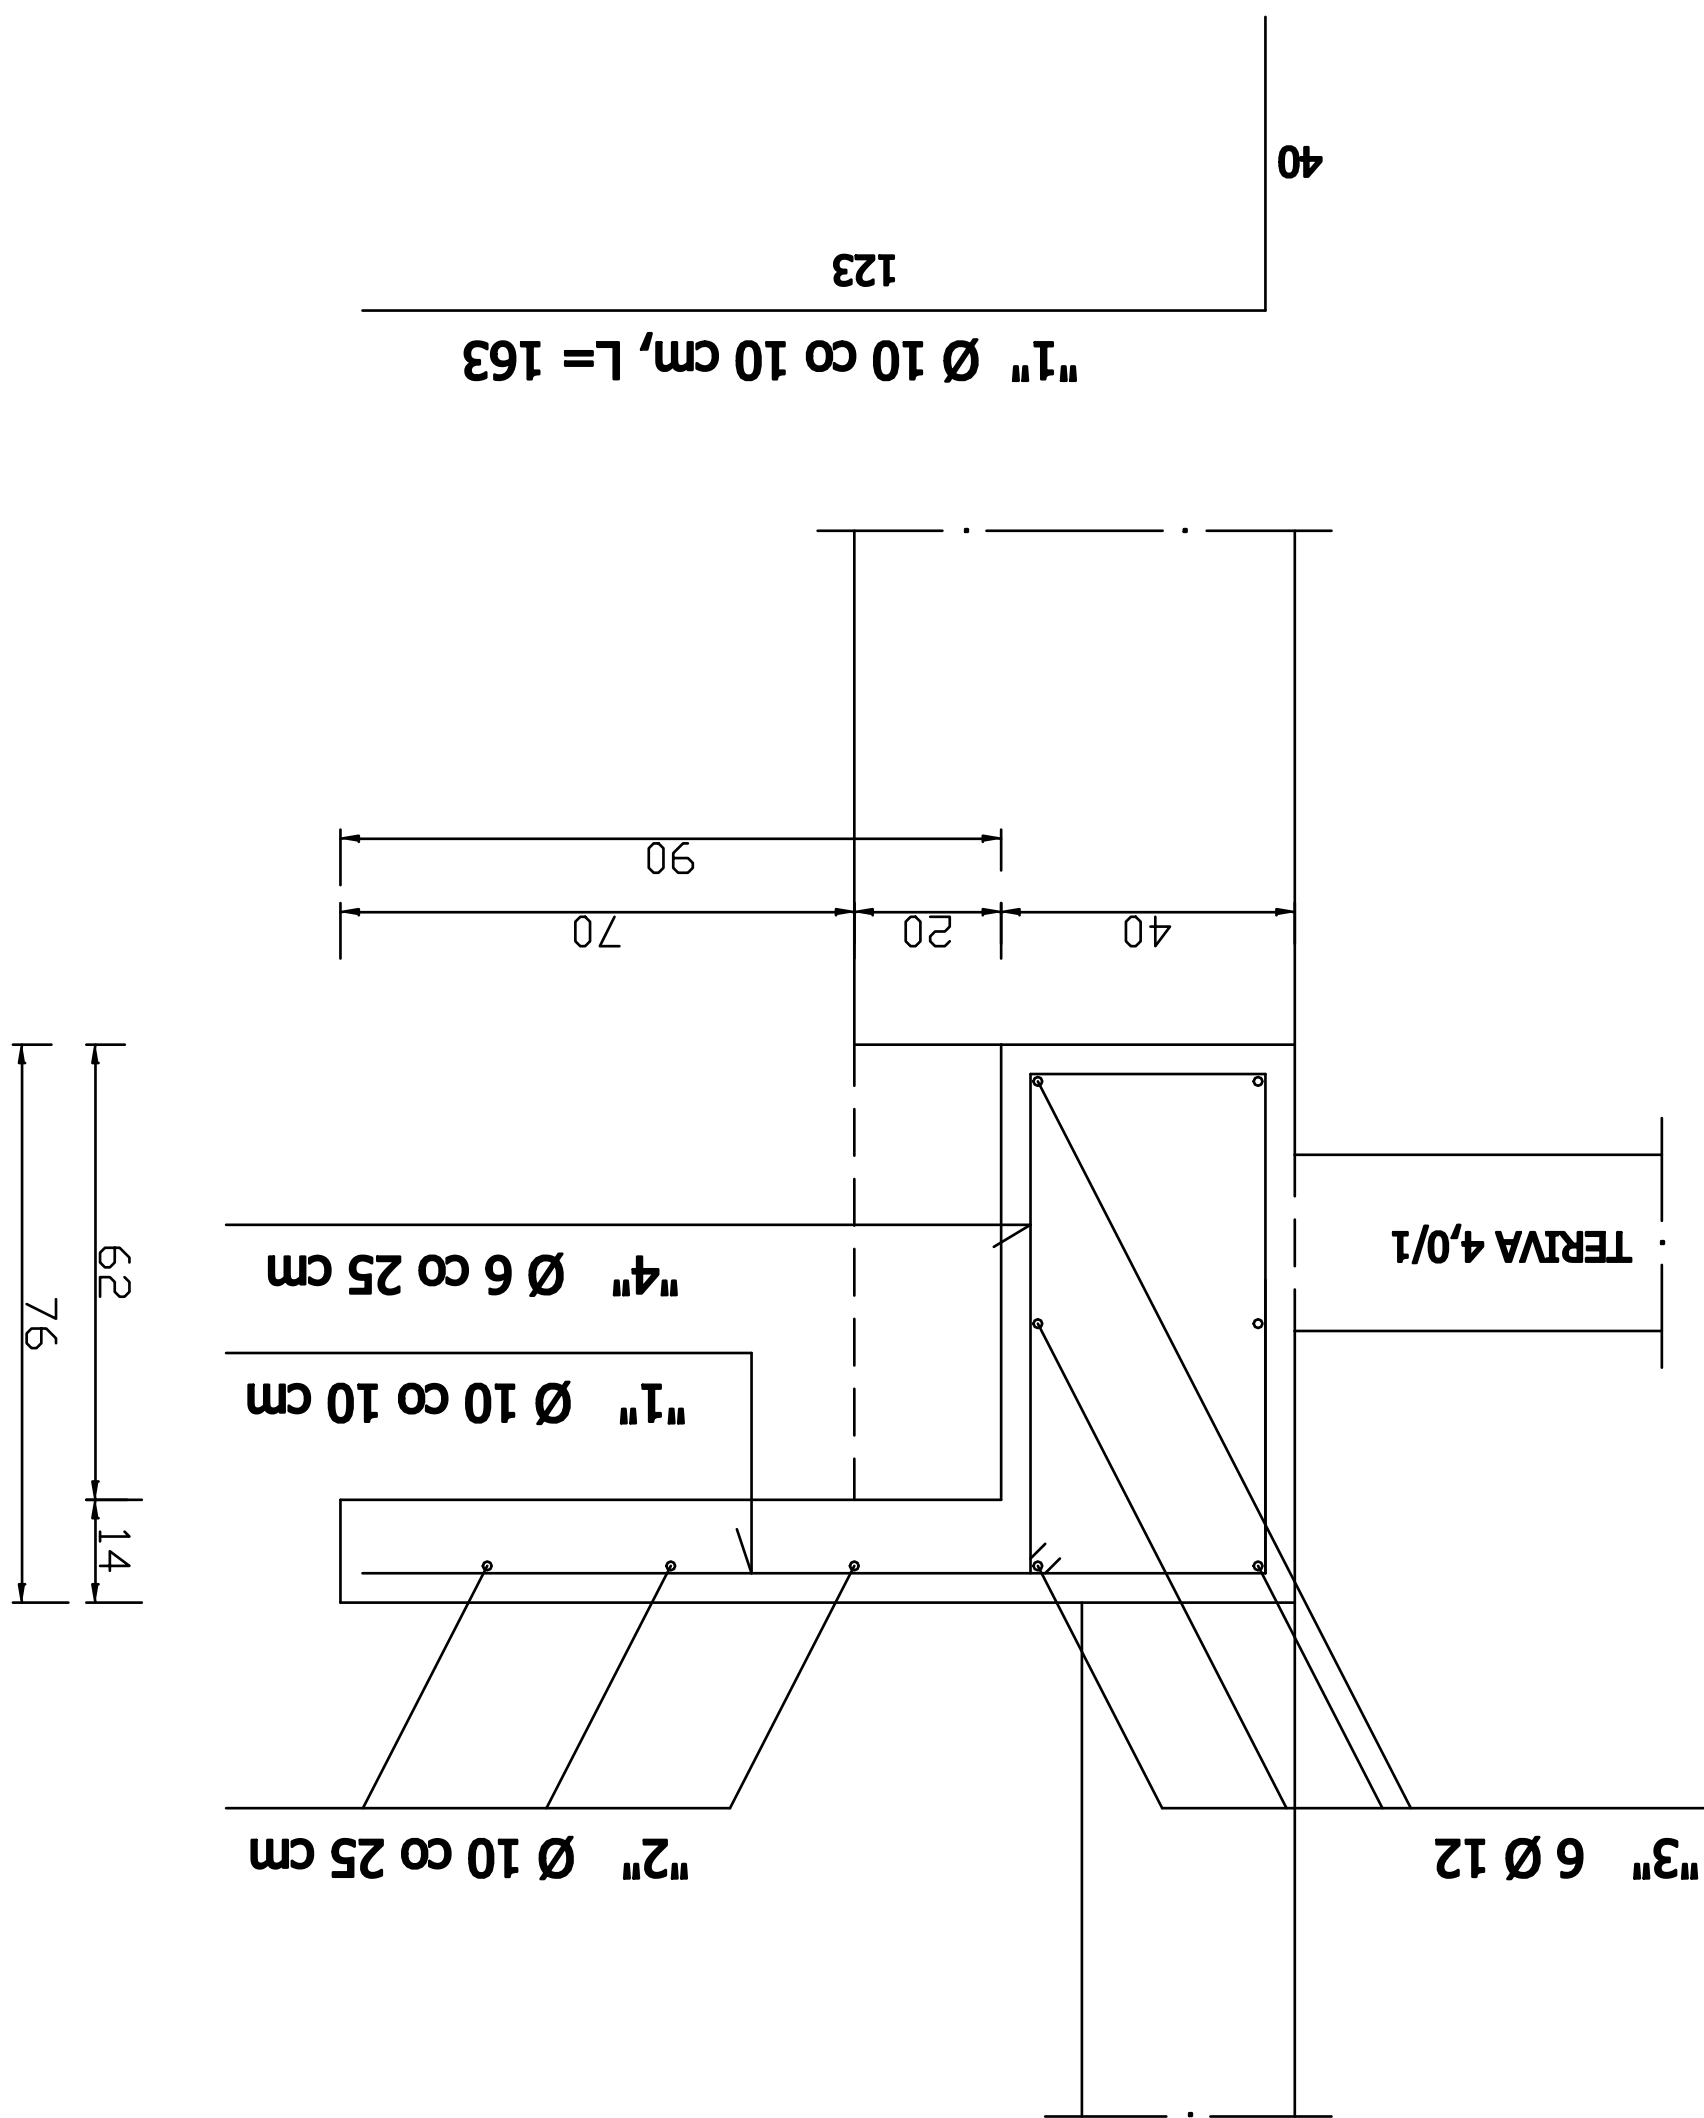 "3" 6 Ø 12
"2" Ø 10 co 25 cm
14
"1" Ø 10 co 10 cm
76
62
"4" Ø 6 co 25 cm
TERIVA 4,0/1
40
20
70
90
"1" Ø 10 co 10 cm, L= 163
123
40